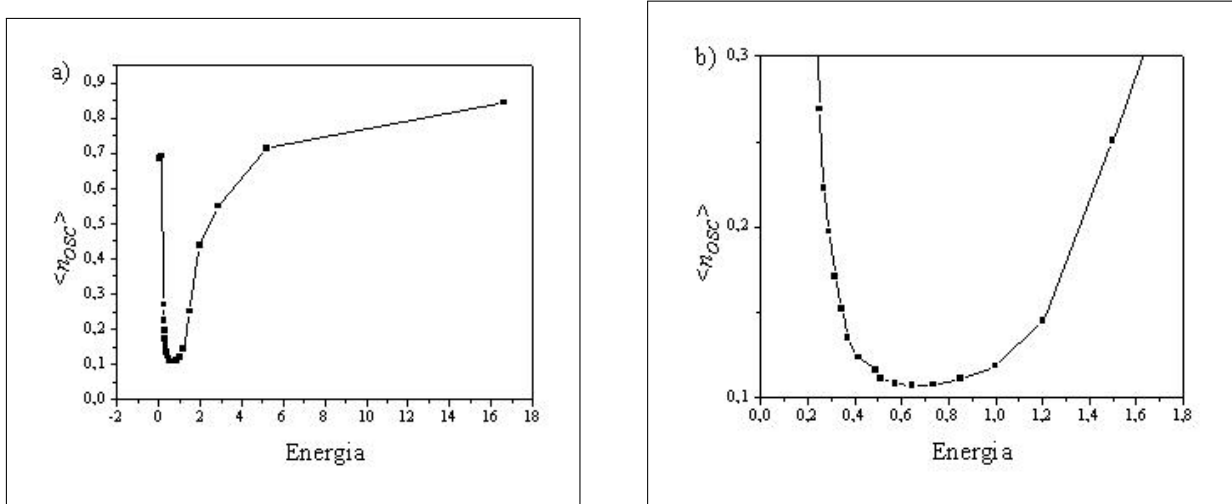 a)
0,9
0,8
0,7
0,6
0,5
0,4
0,3
0,2
0,1
0,0
-2 0 2 4 6 8 10 12 14 16 18
<n_OSC>
Energia
b)
0,3
0,2
0,1
0,0 0,2 0,4 0,6 0,8 1,0 1,2 1,4 1,6 1,8
<n_OSC>
Energia